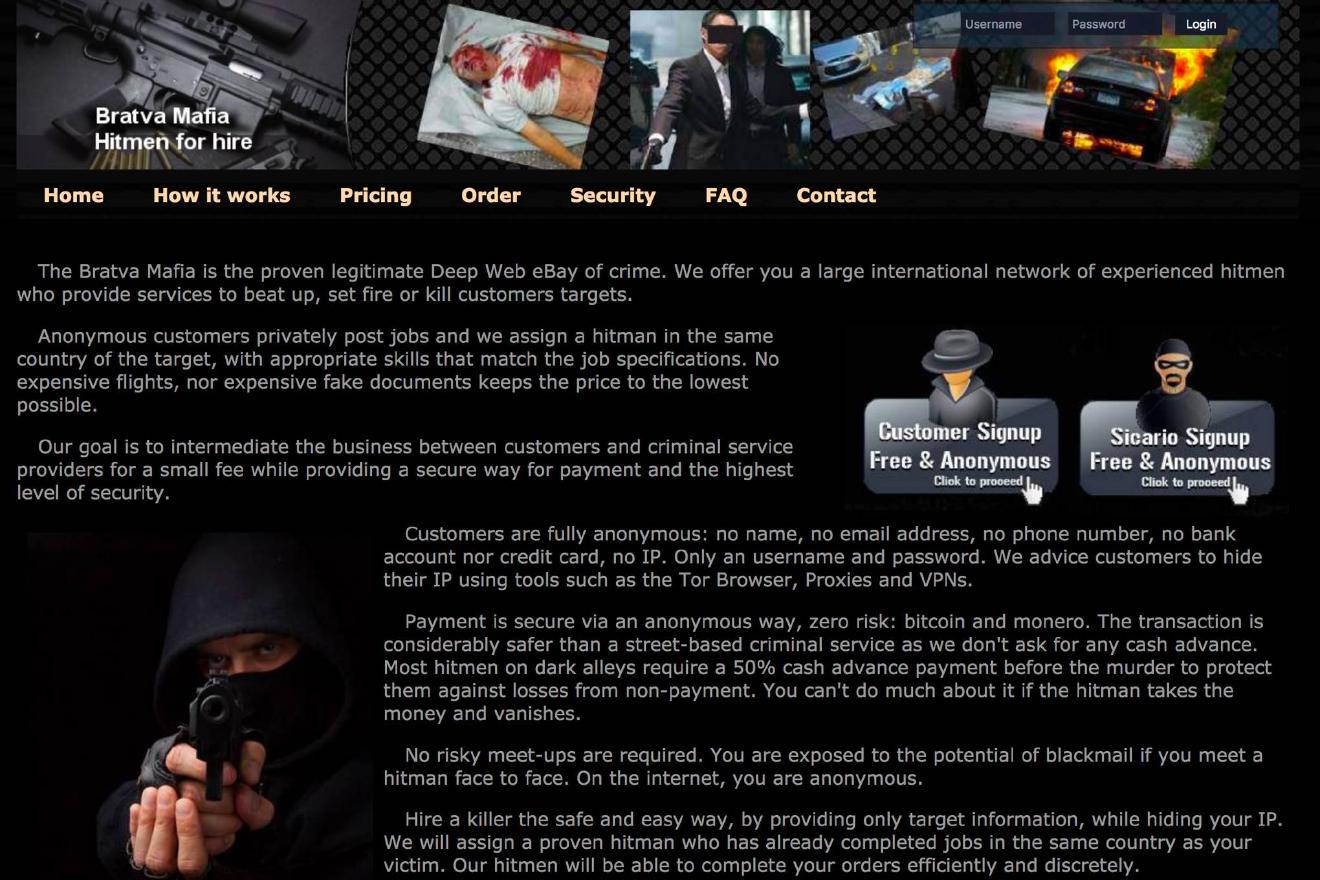 Username
Password
Login
Bratva Mafia
Hitmen for hire
Home
How it works
Pricing
Order
Security
FAQ
Contact
The Bratva Mafia is the proven legitimate Deep Web eBay of crime. We offer you a large international network of experienced hitmen
who provide services to beat up, set fire or kill customers targets.
Anonymous customers privately post jobs and we assign a hitman in the same
country of the target, with appropriate skills that match the job specifications. No
expensive flights, nor expensive fake documents keeps the price to the lowest
possible.
Our goal is to intermediate the business between customers and criminal service
providers for a small fee while providing a secure way for payment and the highest
level of security.
Customer Signup
Free & Anonymous
Click to proceed
Sicario Signup
Free & Anonymous
Click to proceed
Customers are fully anonymous: no name, no email address, no phone number, no bank
account nor credit card, no IP. Only an username and password. We advice customers to hide
their IP using tools such as the Tor Browser, Proxies and VPNs.
Payment is secure via an anonymous way, zero risk: bitcoin and monero. The transaction is
considerably safer than a street-based criminal service as we don't ask for any cash advance.
Most hitmen on dark alleys require a 50% cash advance payment before the murder to protect
them against losses from non-payment. You can't do much about it if the hitman takes the
money and vanishes.
No risky meet-ups are required. You are exposed to the potential of blackmail if you meet a
hitman face to face. On the internet, you are anonymous.
Hire a killer the safe and easy way, by providing only target information, while hiding your IP.
We will assign a proven hitman who has already completed jobs in the same country as your
victim. Our hitmen will be able to complete your orders efficiently and discretely.